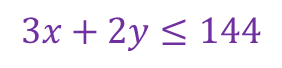 3x + 2y ≤ 144